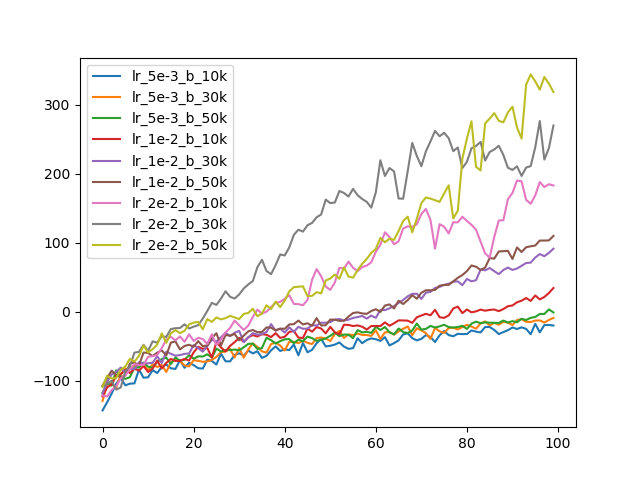 lr_5e-3_b_10k
lr_5e-3_b_30k
lr_5e-3_b_50k
lr_1e-2_b_10k
lr_1e-2_b_30k
lr_1e-2_b_50k
lr_2e-2_b_10k
lr_2e-2_b_30k
lr_2e-2_b_50k
300
200
100
0
−100
0 20 40 60 80 100